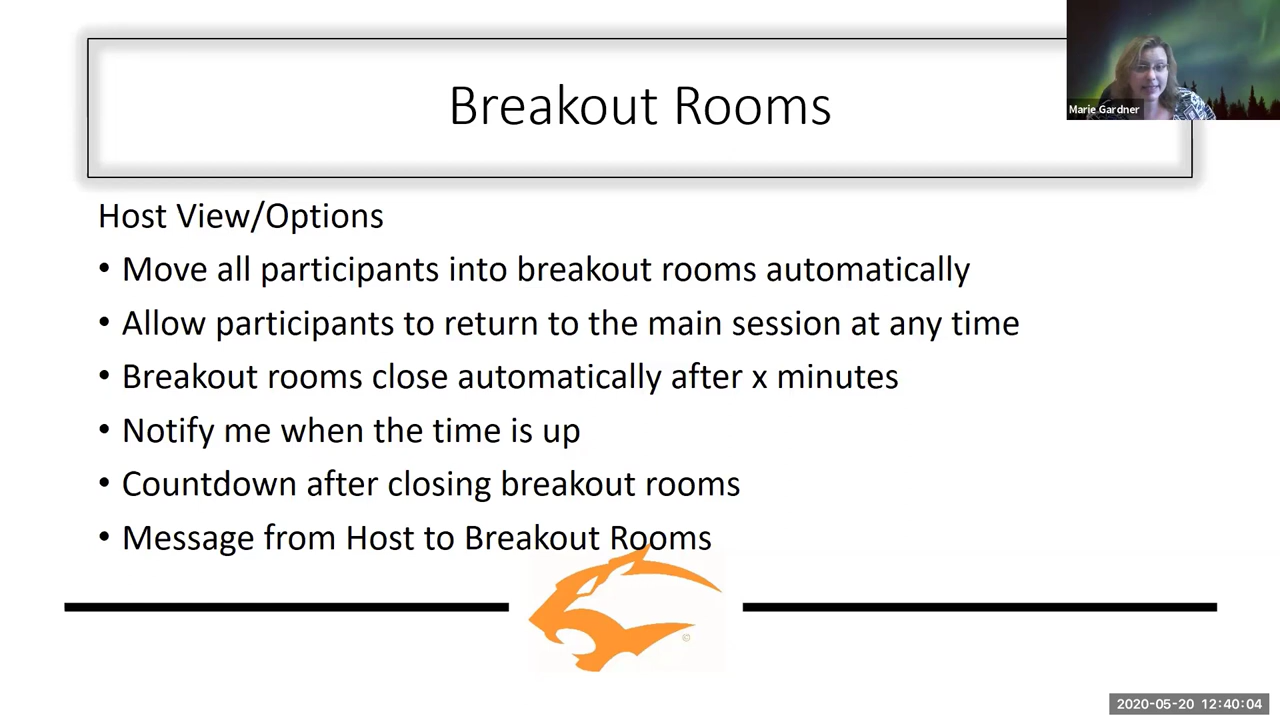 Breakout Rooms
Marie Gardner
Host View/Options
• Move all participants into breakout rooms automatically
• Allow participants to return to the main session at any time
• Breakout rooms close automatically after x minutes
• Notify me when the time is up
• Countdown after closing breakout rooms
• Message from Host to Breakout Rooms
©
2020-05-20 12:40:04